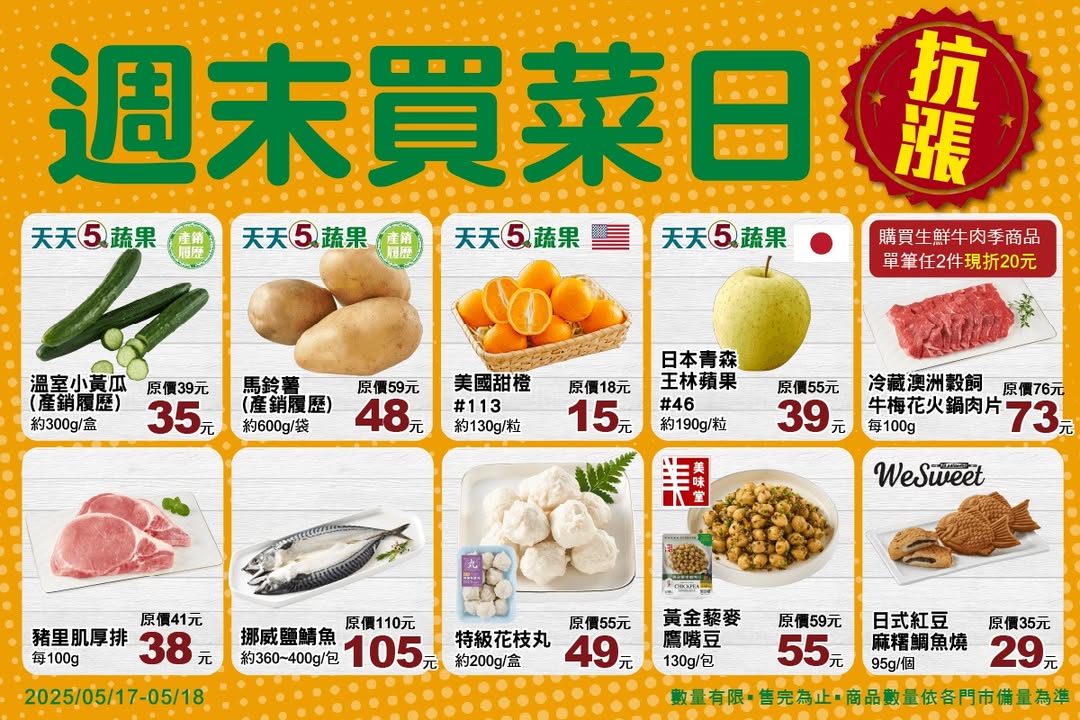 週末買菜日
抗
漲
天天5蔬果
產銷
履歷
溫室小黃瓜
(產銷履歷)
約300g/盒
原價39元
35元
天天5蔬果
產銷
履歷
馬鈴薯
(產銷履歷)
約600g/袋
原價59元
48元
天天5蔬果
美國甜橙
#113
約130g/粒
原價18元
15元
天天5蔬果
日本青森
王林蘋果
#46
約190g/粒
原價55元
39元
購買生鮮牛肉季商品
單筆任2件現折20元
冷藏澳洲穀飼
牛梅花火鍋肉片
每100g
原價76元
73元
豬里肌厚排
每100g
原價41元
38元
挪威鹽鯖魚
約360~400g/包
原價110元
105元
丸
特級花枝丸
約200g/盒
原價55元
49元
美
美味堂
CHICKPEA
黃金藜麥
鷹嘴豆
130g/包
原價59元
55元
WeSweet
日式紅豆
麻糬鯛魚燒
95g/個
原價35元
29元
2025/05/17-05/18
數量有限▪售完為止▪商品數量依各門市備量為準